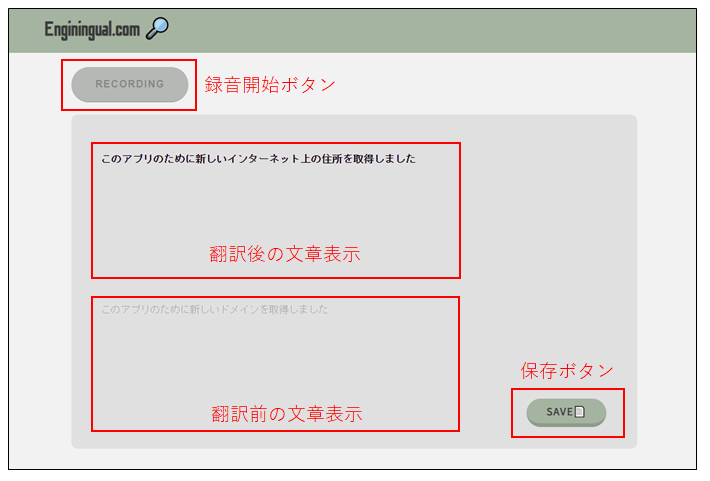 Enginingual.com
RECORDING
録音開始ボタン
このアプリのために新しいインターネット上の住所を取得しました
翻訳後の文章表示
このアプリのために新しいドメインを取得しました
翻訳前の文章表示
保存ボタン
SAVE